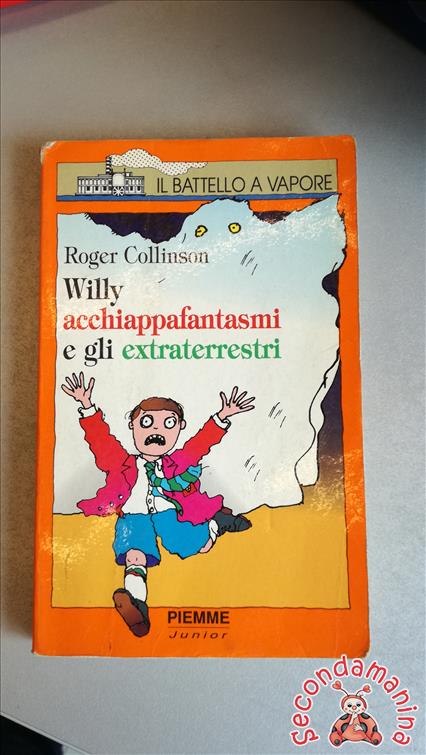 IL BATTELLO A VAPORE
Roger Collinson
Willy
acchiappafantasmi
e gli extraterrestri
PIEMME
Junior
Secondamanina